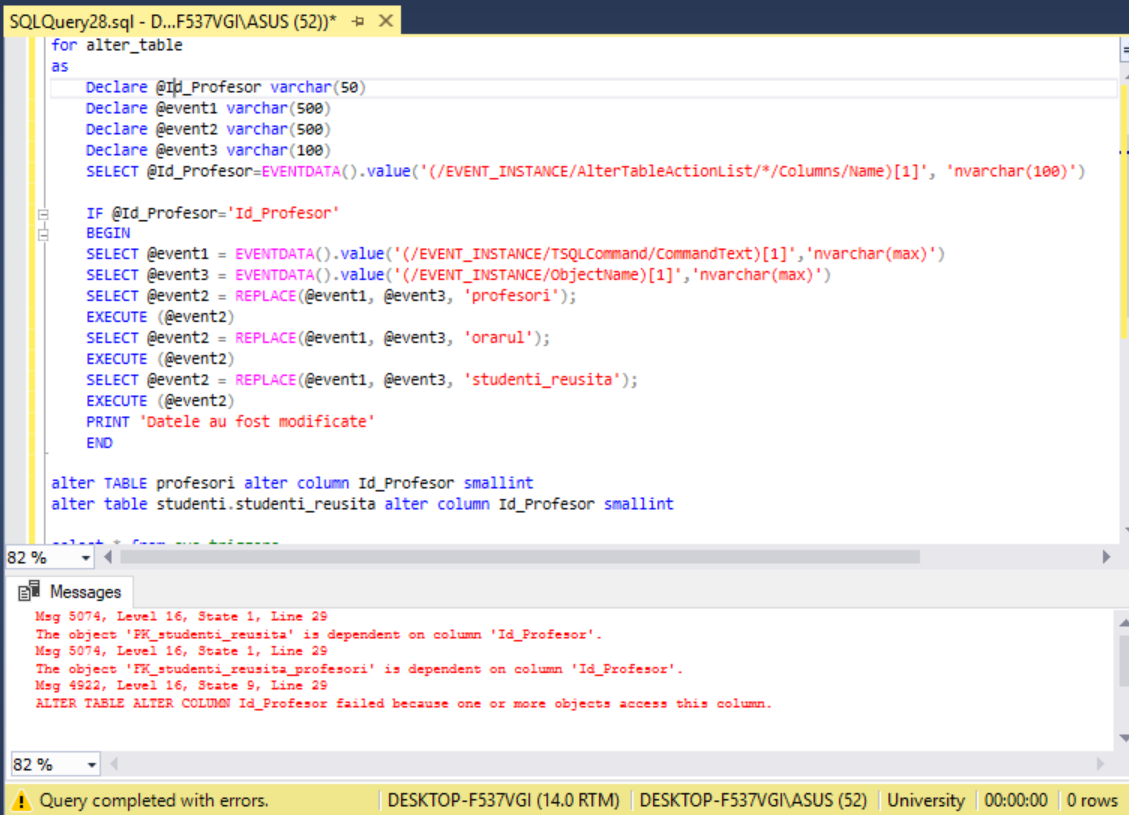 SQLQuery28.sql - D...F537VGI\ASUS (52))*
for alter_table
as
Declare @Id_Profesor varchar(50)
Declare @event1 varchar(500)
Declare @event2 varchar(500)
Declare @event3 varchar(100)
SELECT @Id_Profesor=EVENTDATA().value('(/EVENT_INSTANCE/AlterTableActionList/*/Columns/Name)[1]', 'nvarchar(100)')
IF @Id_Profesor='Id_Profesor'
BEGIN
SELECT @event1 = EVENTDATA().value('(/EVENT_INSTANCE/TSQLCommand/CommandText)[1]','nvarchar(max)')
SELECT @event3 = EVENTDATA().value('(/EVENT_INSTANCE/ObjectName)[1]','nvarchar(max)')
SELECT @event2 = REPLACE(@event1, @event3, 'profesori');
EXECUTE (@event2)
SELECT @event2 = REPLACE(@event1, @event3, 'orarul');
EXECUTE (@event2)
SELECT @event2 = REPLACE(@event1, @event3, 'studenti_reusita');
EXECUTE (@event2)
PRINT 'Datele au fost modificate'
END
alter TABLE profesori alter column Id_Profesor smallint
alter table studenti.studenti_reusita alter column Id_Profesor smallint
82 %
Messages
Msg 5074, Level 16, State 1, Line 29
The object 'PK_studenti_reusita' is dependent on column 'Id_Profesor'.
Msg 5074, Level 16, State 1, Line 29
The object 'FK_studenti_reusita_profesori' is dependent on column 'Id_Profesor'.
Msg 4922, Level 16, State 9, Line 29
ALTER TABLE ALTER COLUMN Id_Profesor failed because one or more objects access this column.
82 %
Query completed with errors. DESKTOP-F537VGI (14.0 RTM) DESKTOP-F537VGI\ASUS (52) University 00:00:00 0 rows